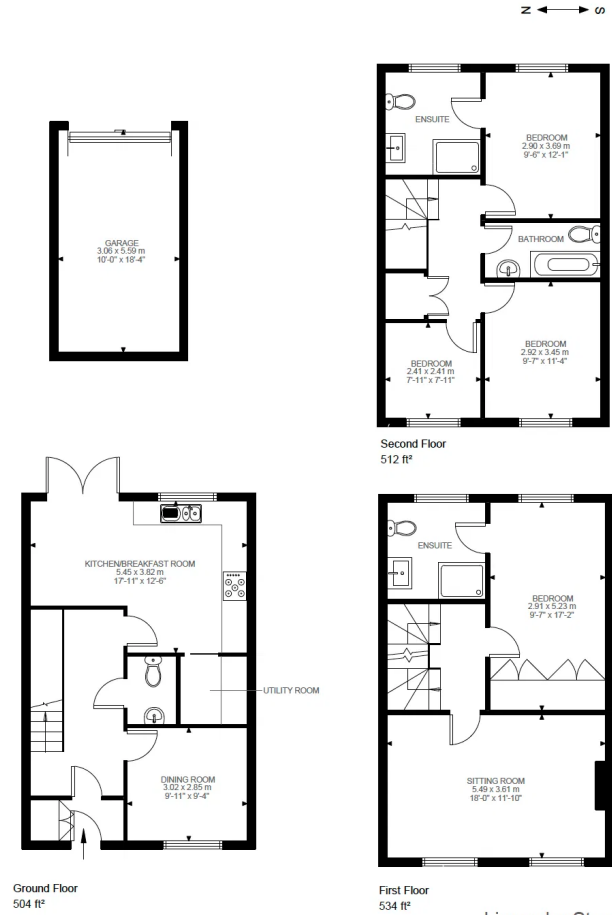 N S
ENSUITE
BEDROOM
2.90 x 3.69 m
9'-6" x 12'-1"
GARAGE
3.06 x 5.59 m
10'-0" x 18'-4"
BATHROOM
BEDROOM
2.92 x 3.45 m
9'-7" x 11'-4"
BEDROOM
2.41 x 2.41 m
7'-11" x 7'-11"
Second Floor
512 ft²
KITCHEN/BREAKFAST ROOM
5.45 x 3.82 m
17'-11" x 12'-6"
UTILITY ROOM
DINING ROOM
3.02 x 2.85 m
9'-11" x 9'-4"
Ground Floor
504 ft²
ENSUITE
BEDROOM
2.91 x 5.23 m
9'-7" x 17'-2"
SITTING ROOM
5.49 x 3.61 m
18'-0" x 11'-10"
First Floor
534 ft²